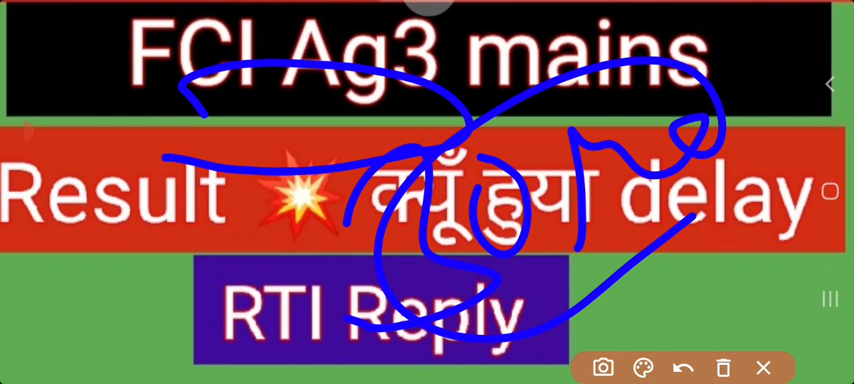 FCI Ag3 mains
Result 💥 क्यूँ हुया delay
RTI Reply